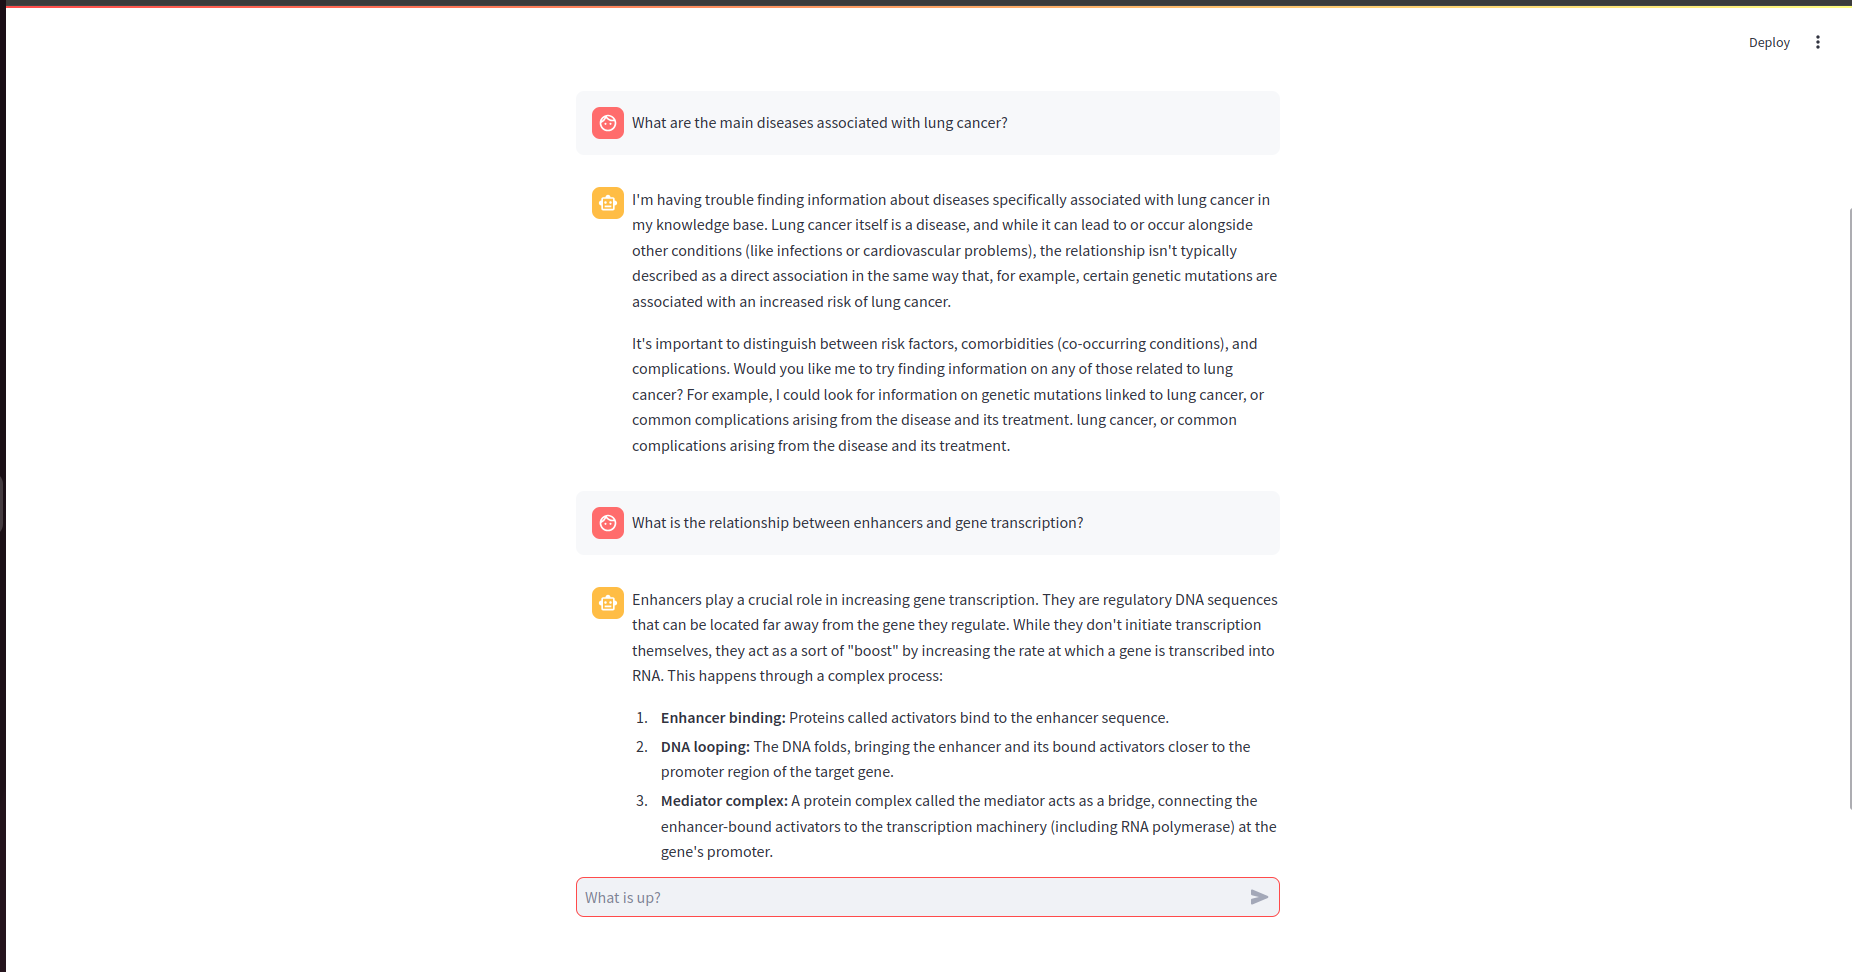 Deploy
What are the main diseases associated with lung cancer?
I'm having trouble finding information about diseases specifically associated with lung cancer in
my knowledge base. Lung cancer itself is a disease, and while it can lead to or occur alongside
other conditions (like infections or cardiovascular problems), the relationship isn't typically
described as a direct association in the same way that, for example, certain genetic mutations are
associated with an increased risk of lung cancer.
It's important to distinguish between risk factors, comorbidities (co-occurring conditions), and
complications. Would you like me to try finding information on any of those related to lung
cancer? For example, I could look for information on genetic mutations linked to lung cancer, or
common complications arising from the disease and its treatment. lung cancer, or common
complications arising from the disease and its treatment.
What is the relationship between enhancers and gene transcription?
Enhancers play a crucial role in increasing gene transcription. They are regulatory DNA sequences
that can be located far away from the gene they regulate. While they don't initiate transcription
themselves, they act as a sort of "boost" by increasing the rate at which a gene is transcribed into
RNA. This happens through a complex process:
1. Enhancer binding: Proteins called activators bind to the enhancer sequence.
2. DNA looping: The DNA folds, bringing the enhancer and its bound activators closer to the
promoter region of the target gene.
3. Mediator complex: A protein complex called the mediator acts as a bridge, connecting the
enhancer-bound activators to the transcription machinery (including RNA polymerase) at the
gene's promoter.
What is up?